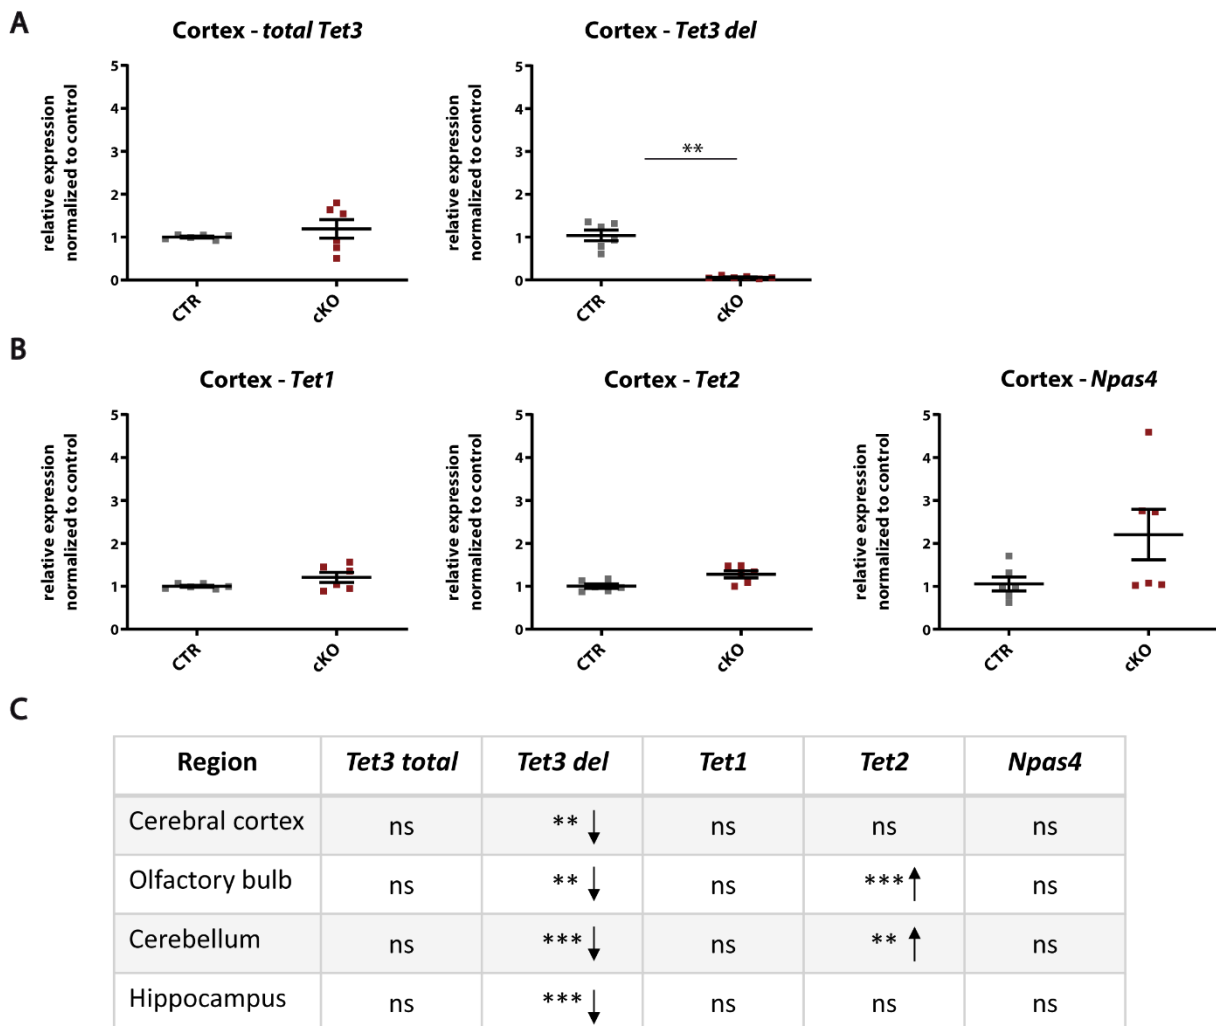 A
Cortex - total Tet3
Cortex - Tet3 del
relative expression
normalized to control
5
4
3
2
1
0
CTR
cKO
relative expression
normalized to control
5
4
3
2
1
0
**
CTR
cKO
B
Cortex - Tet1
Cortex - Tet2
Cortex - Npas4
relative expression
normalized to control
5
4
3
2
1
0
CTR
cKO
relative expression
normalized to control
5
4
3
2
1
0
CTR
cKO
relative expression
normalized to control
5
4
3
2
1
0
CTR
cKO
C
Region Tet3 total Tet3 del Tet1 Tet2 Npas4
Cerebral cortex ns ** ↓ ns ns ns
Olfactory bulb ns ** ↓ ns *** ↑ ns
Cerebellum ns *** ↓ ns ** ↑ ns
Hippocampus ns *** ↓ ns ns ns